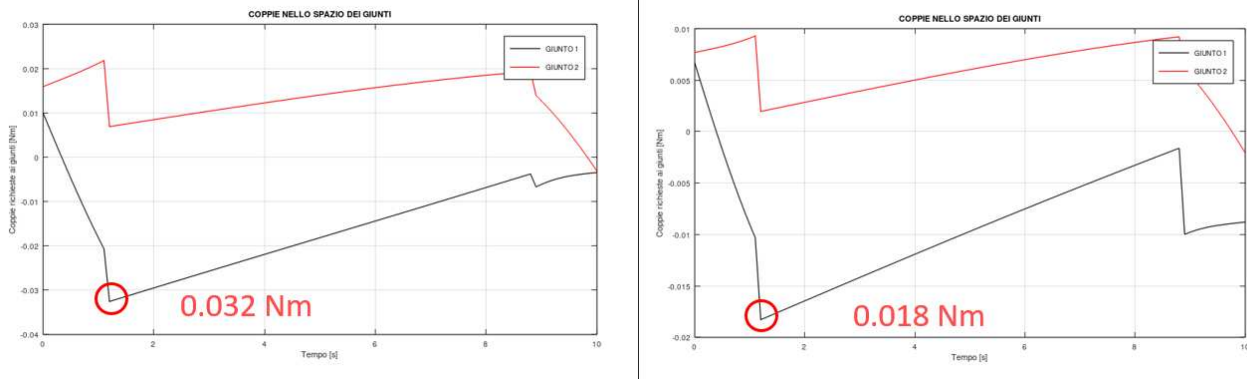 COPPIE NELLO SPAZIO DEI GIUNTI
0.03
0.02
0.01
0
-0.01
-0.02
-0.03
-0.04
Coppie richieste ai giunti [Nm]
GIUNTO 1
GIUNTO 2
0.032 Nm
0 2 4 6 8 10
Tempo [s]
COPPIE NELLO SPAZIO DEI GIUNTI
0.01
0.005
0
-0.005
-0.01
-0.015
-0.02
Coppie richieste ai giunti [Nm]
GIUNTO 1
GIUNTO 2
0.018 Nm
0 2 4 6 8 10
Tempo [s]